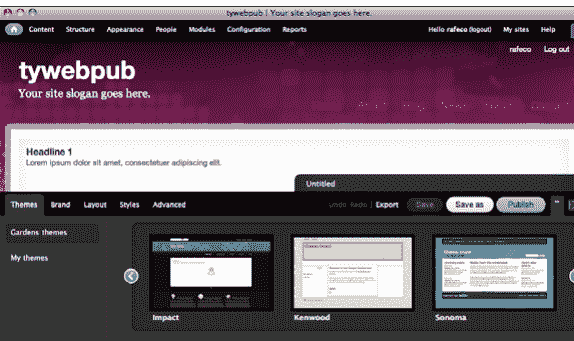 tywebpub | Your site slogan goes here.
Content Structure Appearance People Modules Configuration Reports Hello rafeco (logout) My sites Help
rafeco Log out
tywebpub
Your site slogan goes here.
Headline 1
Lorem ipsum dolor sit amet, consectetuer adipiscing elit.
Untitled
Themes Brand Layout Styles Advanced Undo Redo Export Save Save as Publish
Gardens themes
My themes
Impact Kenwood Sonoma